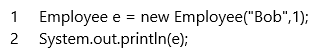 1 Employee e = new Employee("Bob",1);
2 System.out.println(e);